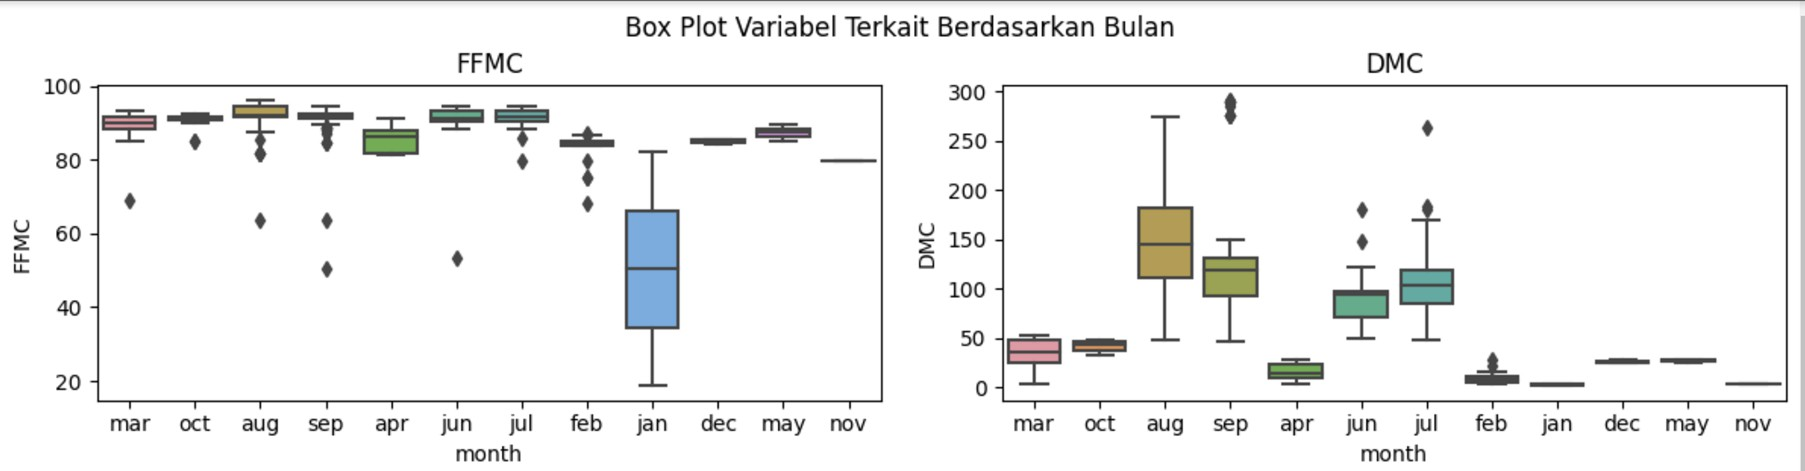 Box Plot Variabel Terkait Berdasarkan Bulan
FFMC
100
80
60
40
20
FFMC
mar oct aug sep apr jun jul feb jan dec may nov
month
DMC
300
250
200
150
100
50
0
DMC
mar oct aug sep apr jun jul feb jan dec may nov
month